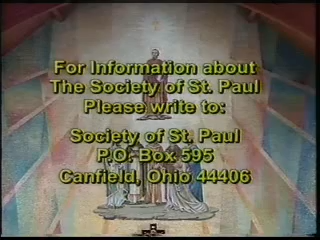 For Information about
The Society of St. Paul
Please write to:
Society of St. Paul
P.O. Box 595
Canfield, Ohio 44406